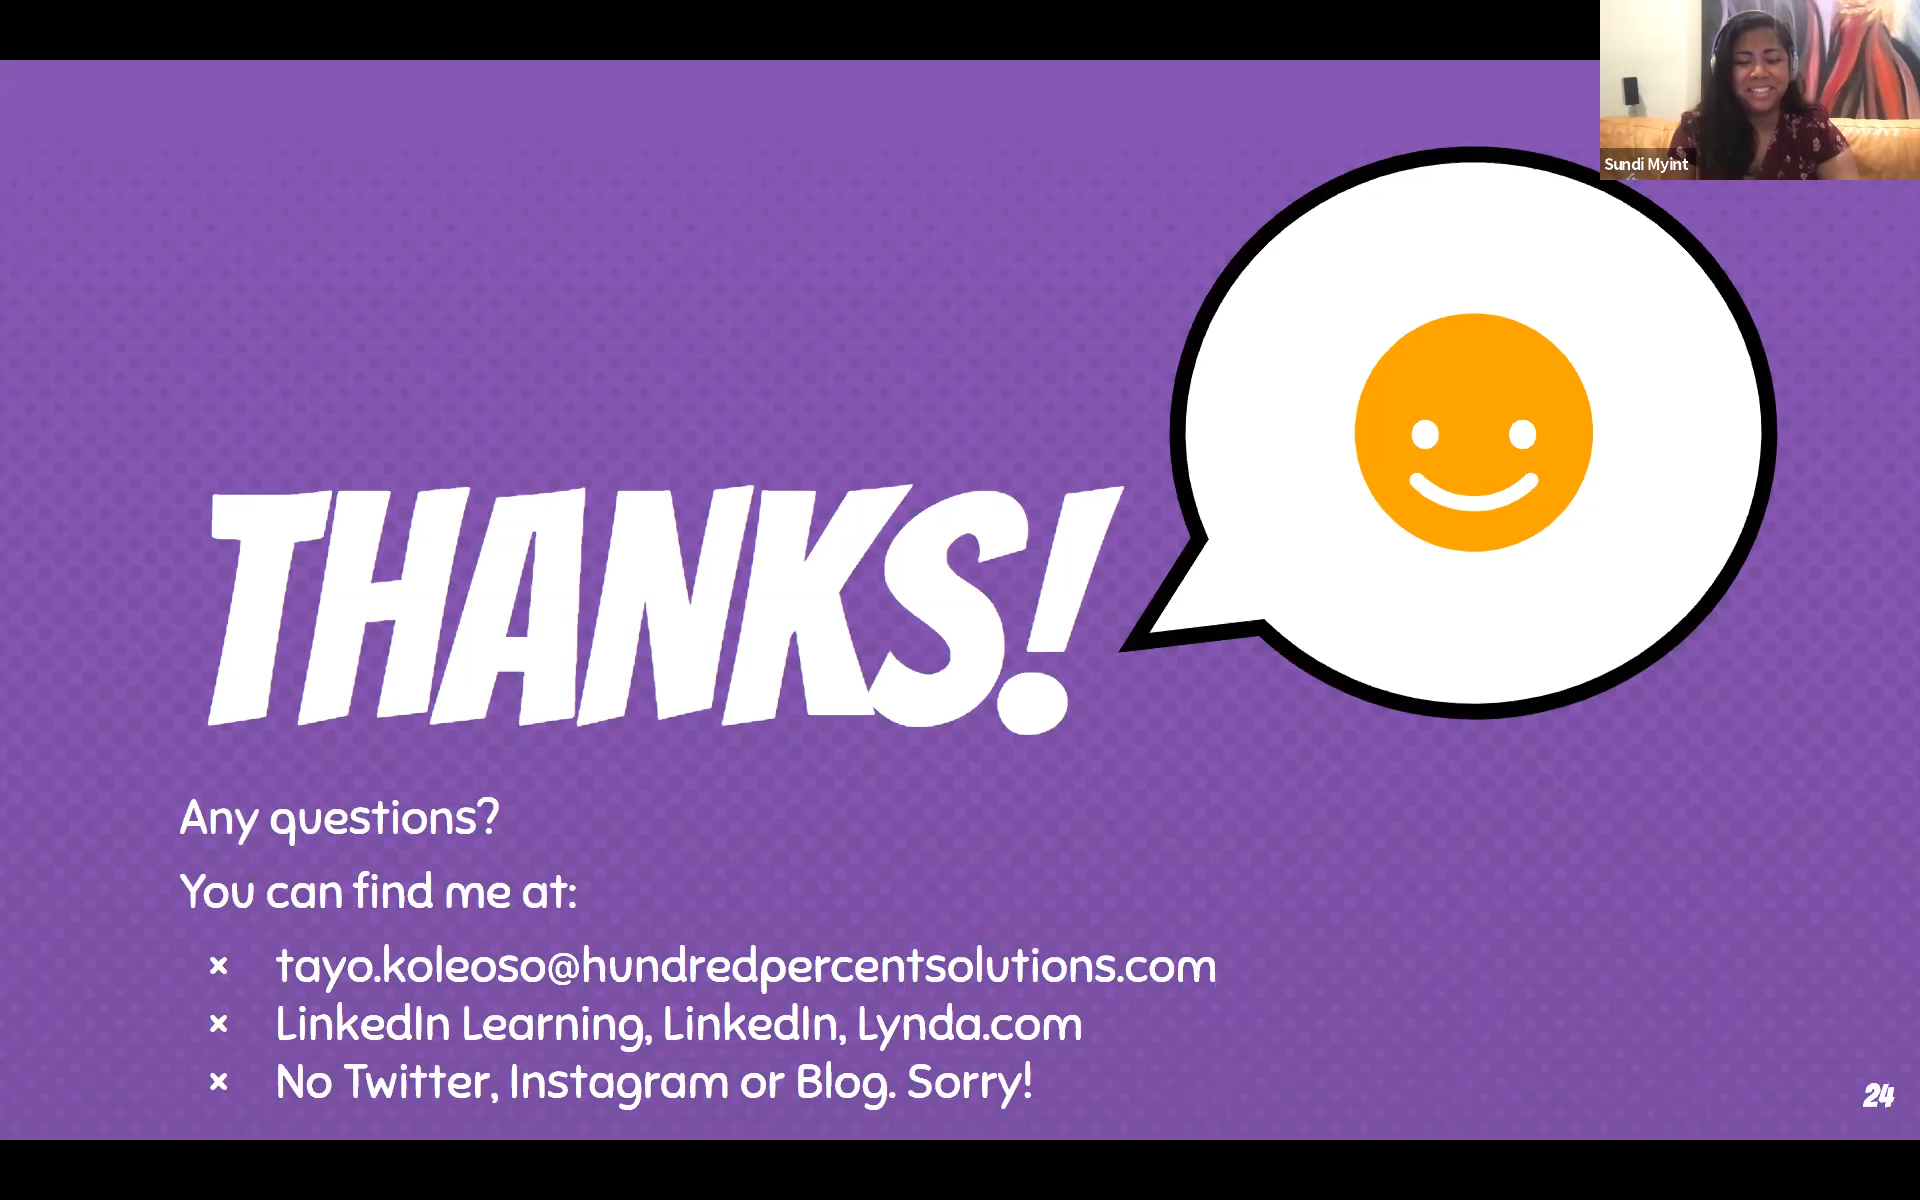 Sundi Myint
THANKS!
Any questions?
You can find me at:
× tayo.koleoso@hundredpercentsolutions.com
× LinkedIn Learning, LinkedIn, Lynda.com
× No Twitter, Instagram or Blog. Sorry!
24